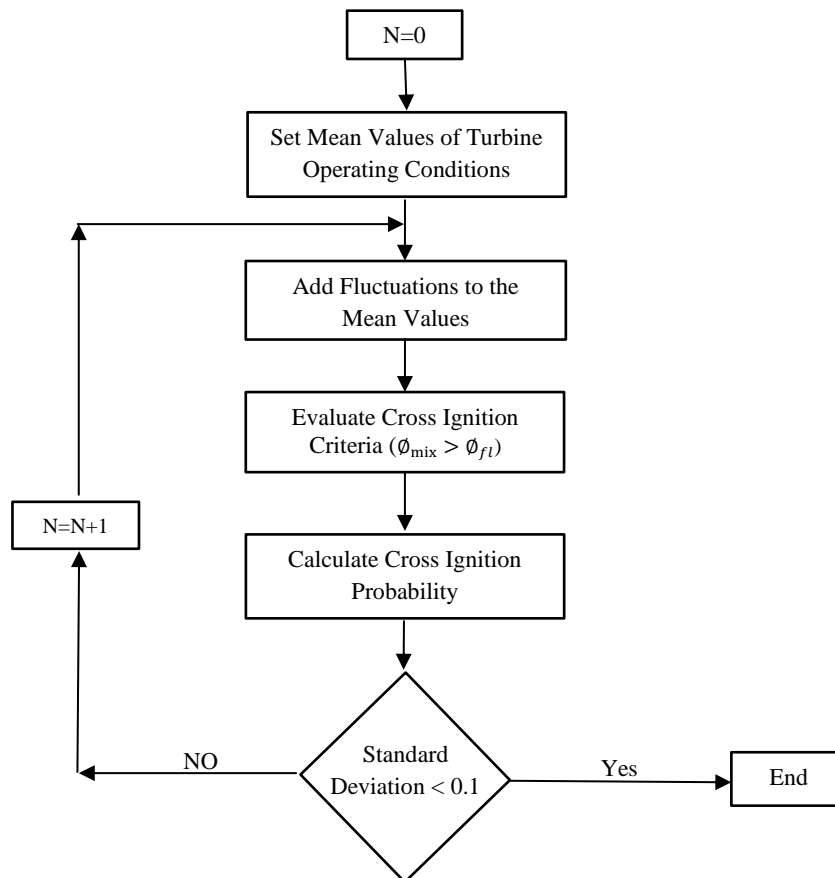 N=0
Set Mean Values of Turbine
Operating Conditions
Add Fluctuations to the
Mean Values
Evaluate Cross Ignition
Criteria (∅mix > ∅fl)
N=N+1
Calculate Cross Ignition
Probability
NO
Standard
Deviation < 0.1
Yes
End